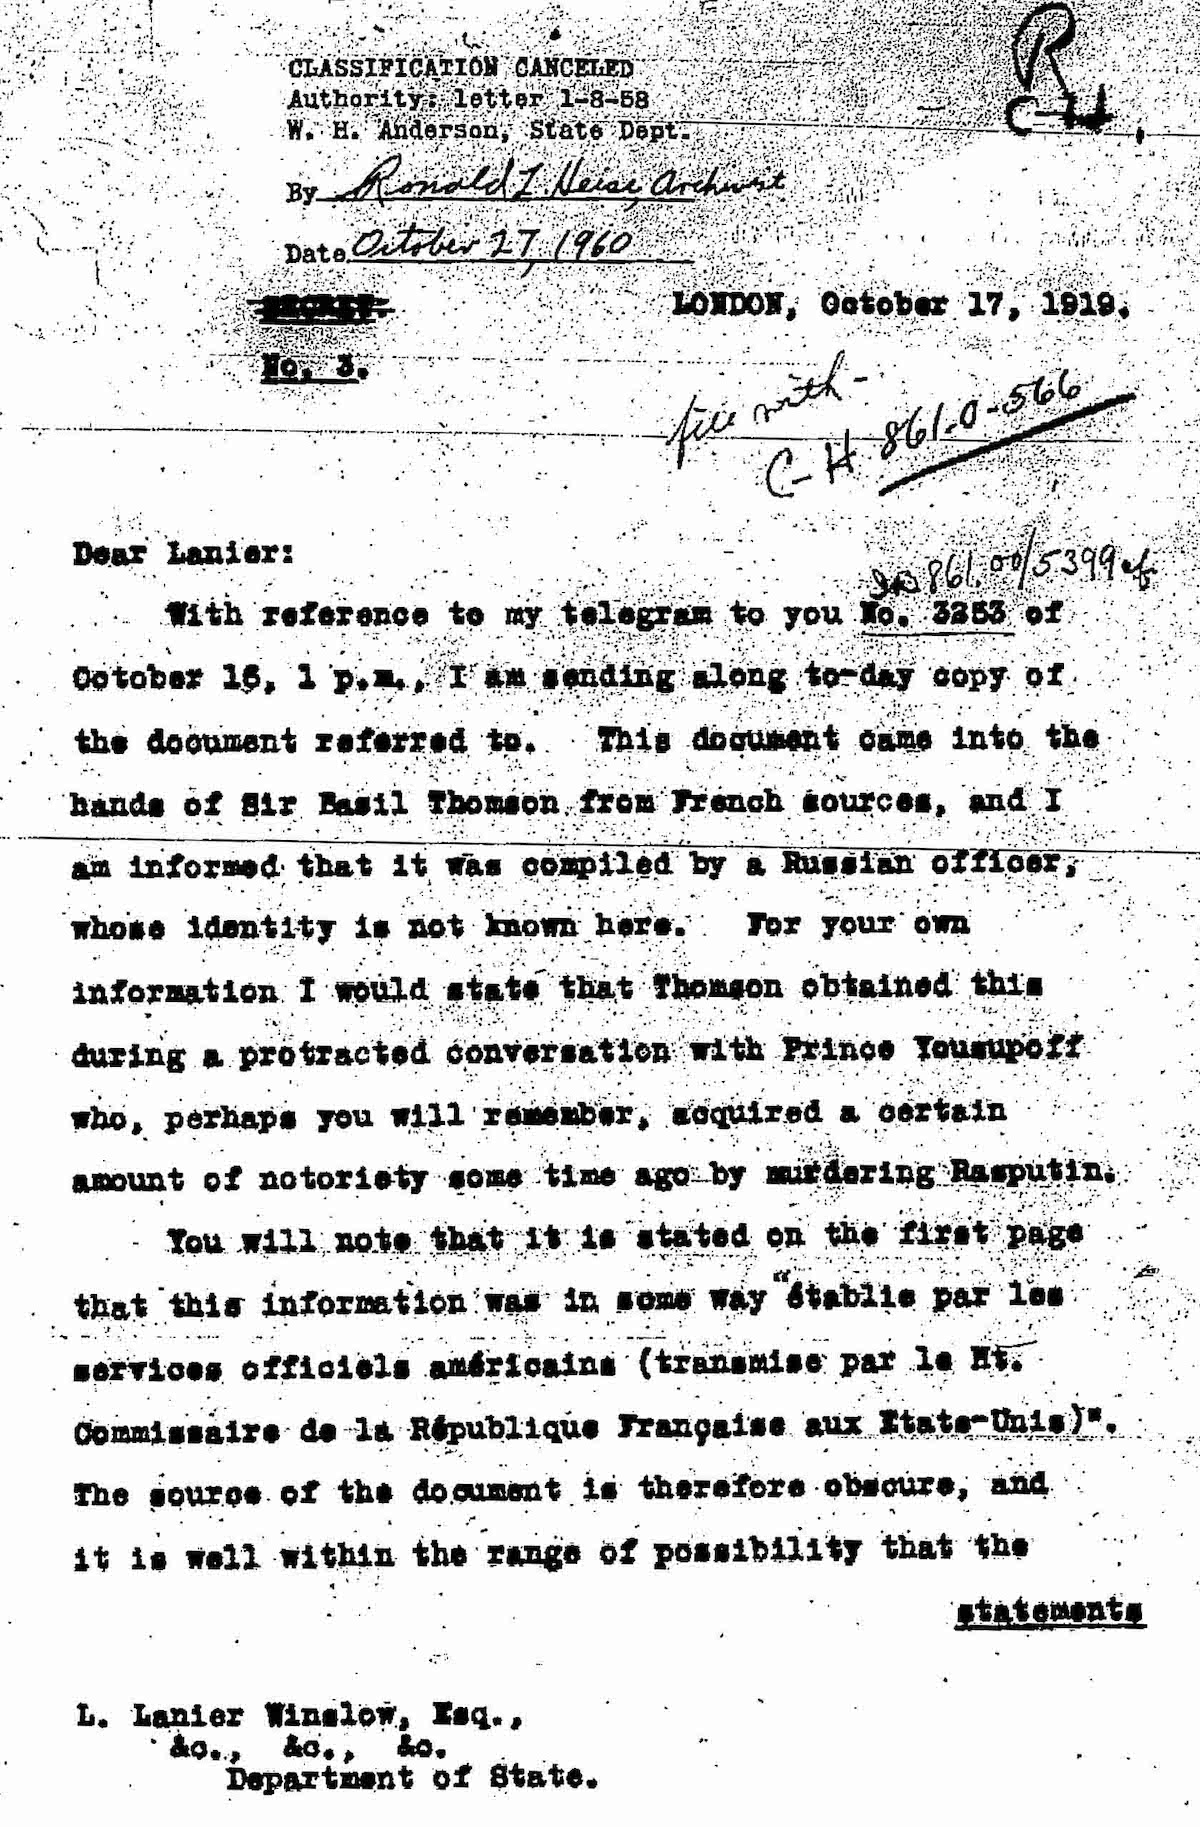 R
CLASSIFICATION CANCELED
Authority: letter 1-8-58
W. H. Anderson, State Dept.
By Ronald L Heise, Archivist
Date October 27, 1960
SECRET
LONDON, October 17, 1919.
No. 3.
file with -
C-H 861.0-566
Dear Lanier:
861.00/5399
With reference to my telegram to you No. 3253 of
October 16, 1 p.m., I am sending along to-day copy of
the document referred to. This document came into the
hands of Sir Basil Thomson from French sources, and I
am informed that it was compiled by a Russian officer,
whose identity is not known here. For your own
information I would state that Thomson obtained this
during a protracted conversation with Prince Yousupoff
who, perhaps you will remember, acquired a certain
amount of notoriety some time ago by murdering Rasputin.
You will note that it is stated on the first page
that this information was in some way "établie par les
services officiels américains (transmise par le Ht.
Commissaire de la République Française aux Etats-Unis)".
The source of the document is therefore obscure, and
it is well within the range of possibility that the
statements
L. Lanier Winslow, Esq.,
&c., &c., &c.
Department of State.